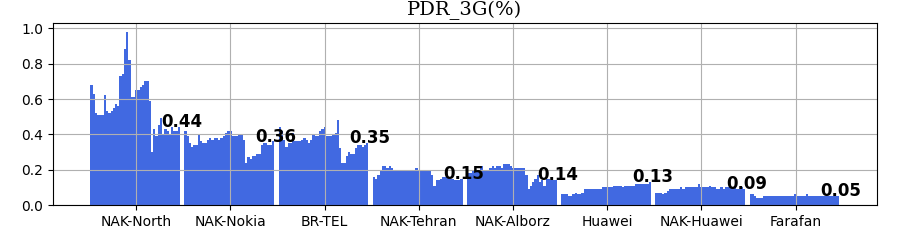 PDR_3G(%)
1.0
0.8
0.6
0.4
0.2
0.0
0.44
0.36
0.35
0.15
0.14
0.13
0.09
0.05
NAK-North
NAK-Nokia
BR-TEL
NAK-Tehran
NAK-Alborz
Huawei
NAK-Huawei
Farafan